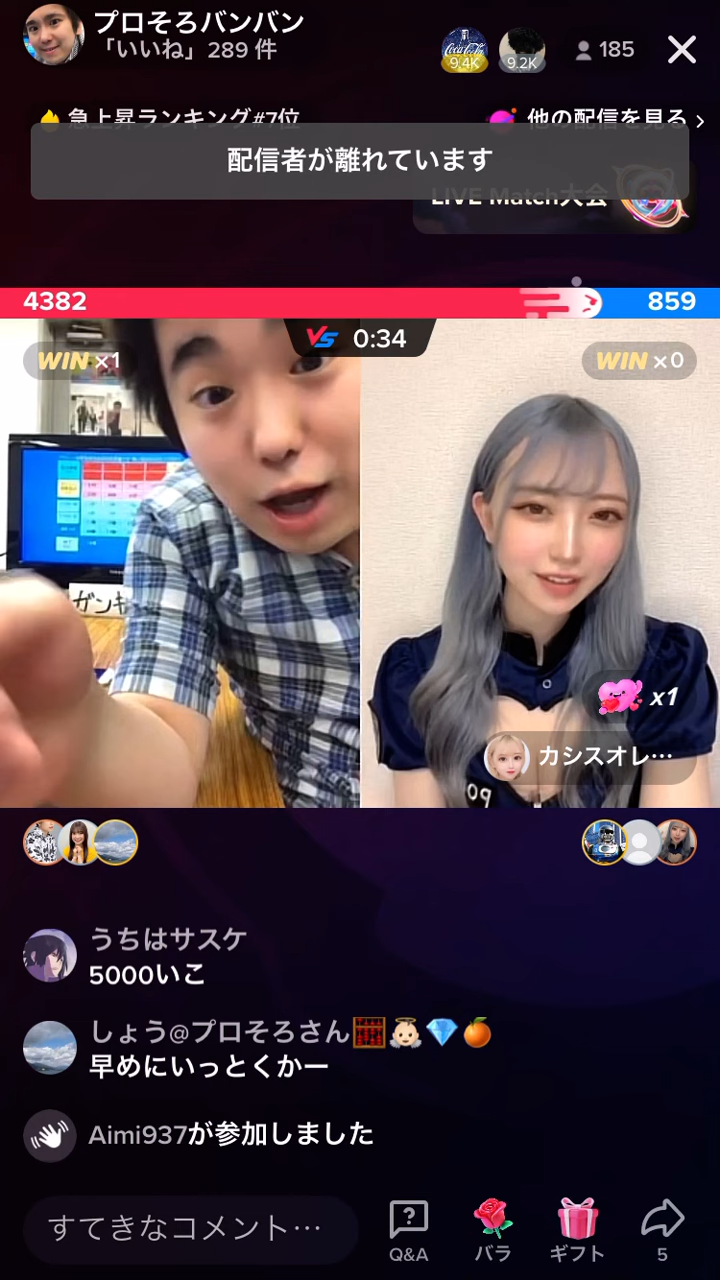 プロそろバンバン
「いいね」289 件
Coca-Cola
9.4K
9.2K
185
急上昇ランキング#7位
他の配信を見る
配信者が離れています
LIVE Match大会
4382
859
VS 0:34
WIN x1
WIN x0
ガンキ
x1
カシスオレ…
うちはサスケ
5000いこ
しょう@プロそろさん🧮👼🏻💎🍊
早めにいっとくかー
Aimi937が参加しました
すてきなコメント…
Q&A
バラ
ギフト
5